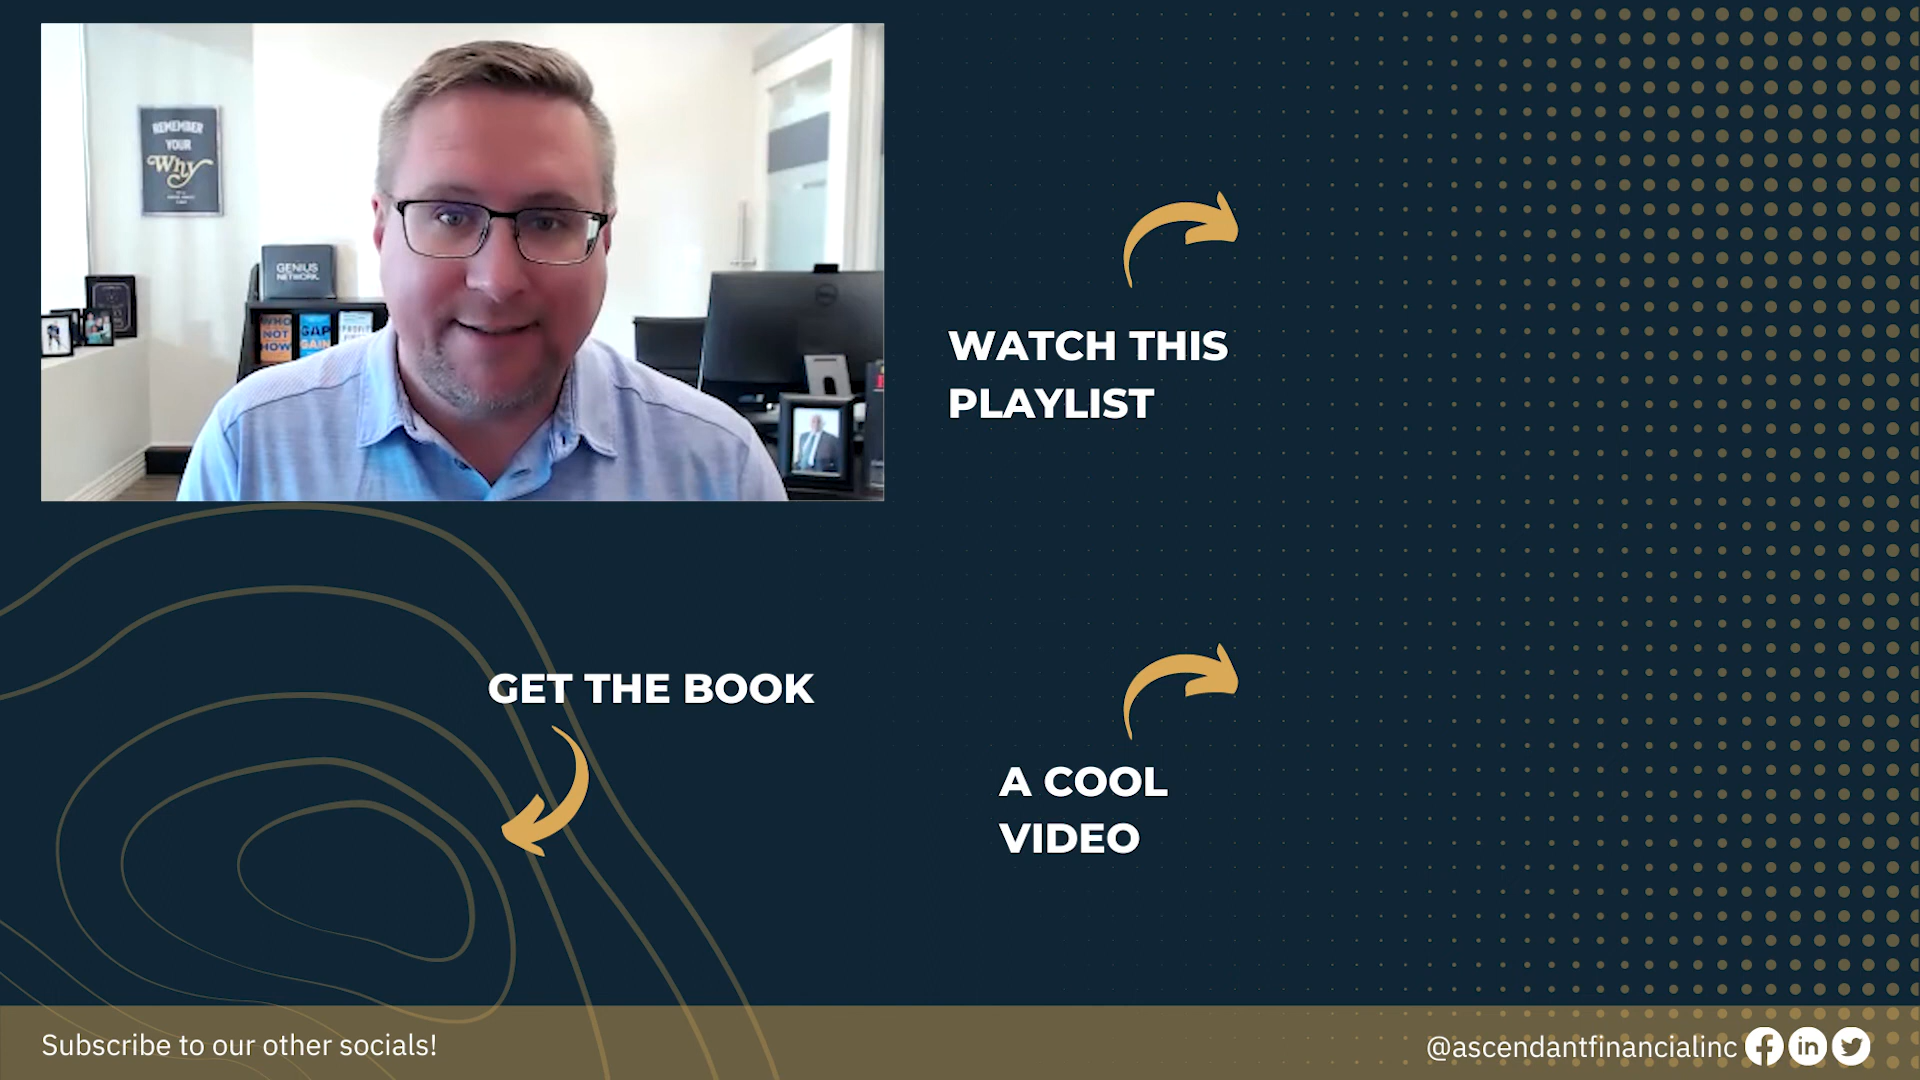 REMEMBER
YOUR
Why
GENIUS
NETWORK
WHO
NOT
HOW
GAP
GAIN
WATCH THIS
PLAYLIST
GET THE BOOK
A COOL
VIDEO
Subscribe to our other socials!
@ascendantfinancialinc